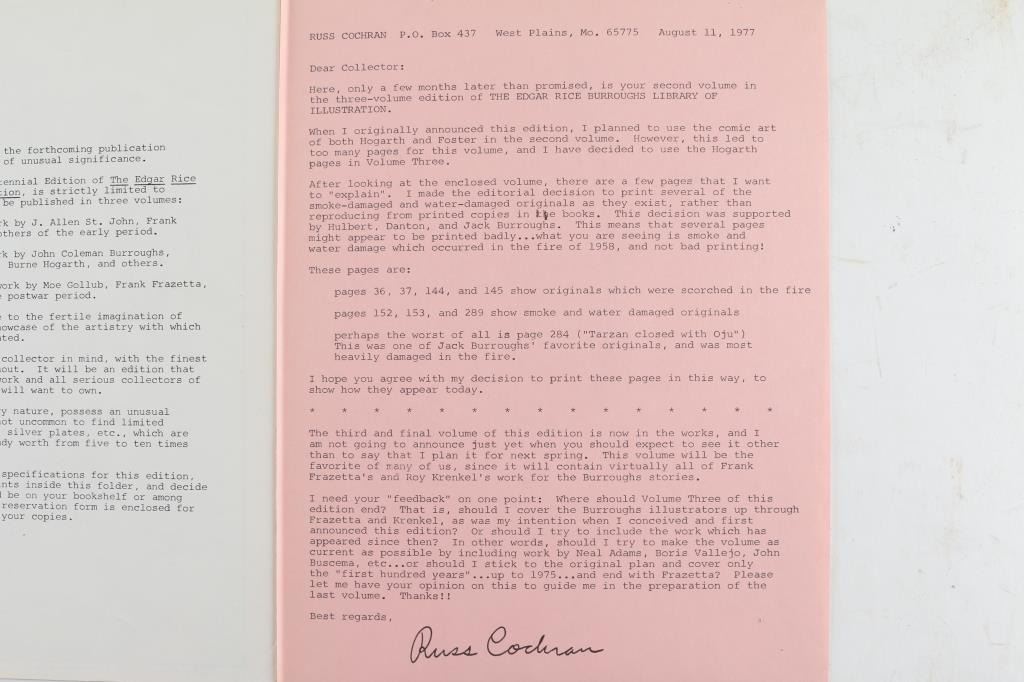 the forthcoming publication
of unusual significance.
ennial Edition of The Edgar Rice
tion, is strictly limited to
be published in three volumes:
rk by J. Allen St. John, Frank
others of the early period.
rk by John Coleman Burroughs,
Burne Hogarth, and others.
work by Moe Gollub, Frank Frazetta,
e postwar period.
e to the fertile imagination of
howcase of the artistry with which
nted.
collector in mind, with the finest
hout. It will be an edition that
work and all serious collectors of
will want to own.
ry nature, possess an unusual
not uncommon to find limited
silver plates, etc., which are
dy worth from five to ten times
specifications for this edition,
nts inside this folder, and decide
d be on your bookshelf or among
reservation form is enclosed for
your copies.
RUSS COCHRAN P.O. Box 437 West Plains, Mo. 65775 August 11, 1977
Dear Collector:
Here, only a few months later than promised, is your second volume in
the three-volume edition of THE EDGAR RICE BURROUGHS LIBRARY OF
ILLUSTRATION.
When I originally announced this edition, I planned to use the comic art
of both Hogarth and Foster in the second volume. However, this led to
too many pages for this volume, and I have decided to use the Hogarth
pages in Volume Three.
After looking at the enclosed volume, there are a few pages that I want
to "explain". I made the editorial decision to print several of the
smoke-damaged and water-damaged originals as they exist, rather than
reproducing from printed copies in the books. This decision was supported
by Hulbert, Danton, and Jack Burroughs. This means that several pages
might appear to be printed badly...what you are seeing is smoke and
water damage which occurred in the fire of 1958, and not bad printing!
These pages are:
pages 36, 37, 144, and 145 show originals which were scorched in the fire
pages 152, 153, and 289 show smoke and water damaged originals
perhaps the worst of all is page 284 ("Tarzan closed with Oju")
This was one of Jack Burroughs' favorite originals, and was most
heavily damaged in the fire.
I hope you agree with my decision to print these pages in this way, to
show how they appear today.
* * * * * * * * * * * * * * *
The third and final volume of this edition is now in the works, and I
am not going to announce just yet when you should expect to see it other
than to say that I plan it for next spring. This volume will be the
favorite of many of us, since it will contain virtually all of Frank
Frazetta's and Roy Krenkel's work for the Burroughs stories.
I need your "feedback" on one point: Where should Volume Three of this
edition end? That is, should I cover the Burroughs illustrators up through
Frazetta and Krenkel, as was my intention when I conceived and first
announced this edition? Or should I try to include the work which has
appeared since then? In other words, should I try to make the volume as
current as possible by including work by Neal Adams, Boris Vallejo, John
Buscema, etc...or should I stick to the original plan and cover only
the "first hundred years"...up to 1975...and end with Frazetta? Please
let me have your opinion on this to guide me in the preparation of the
last volume. Thanks!!
Best regards,
Russ Cochran